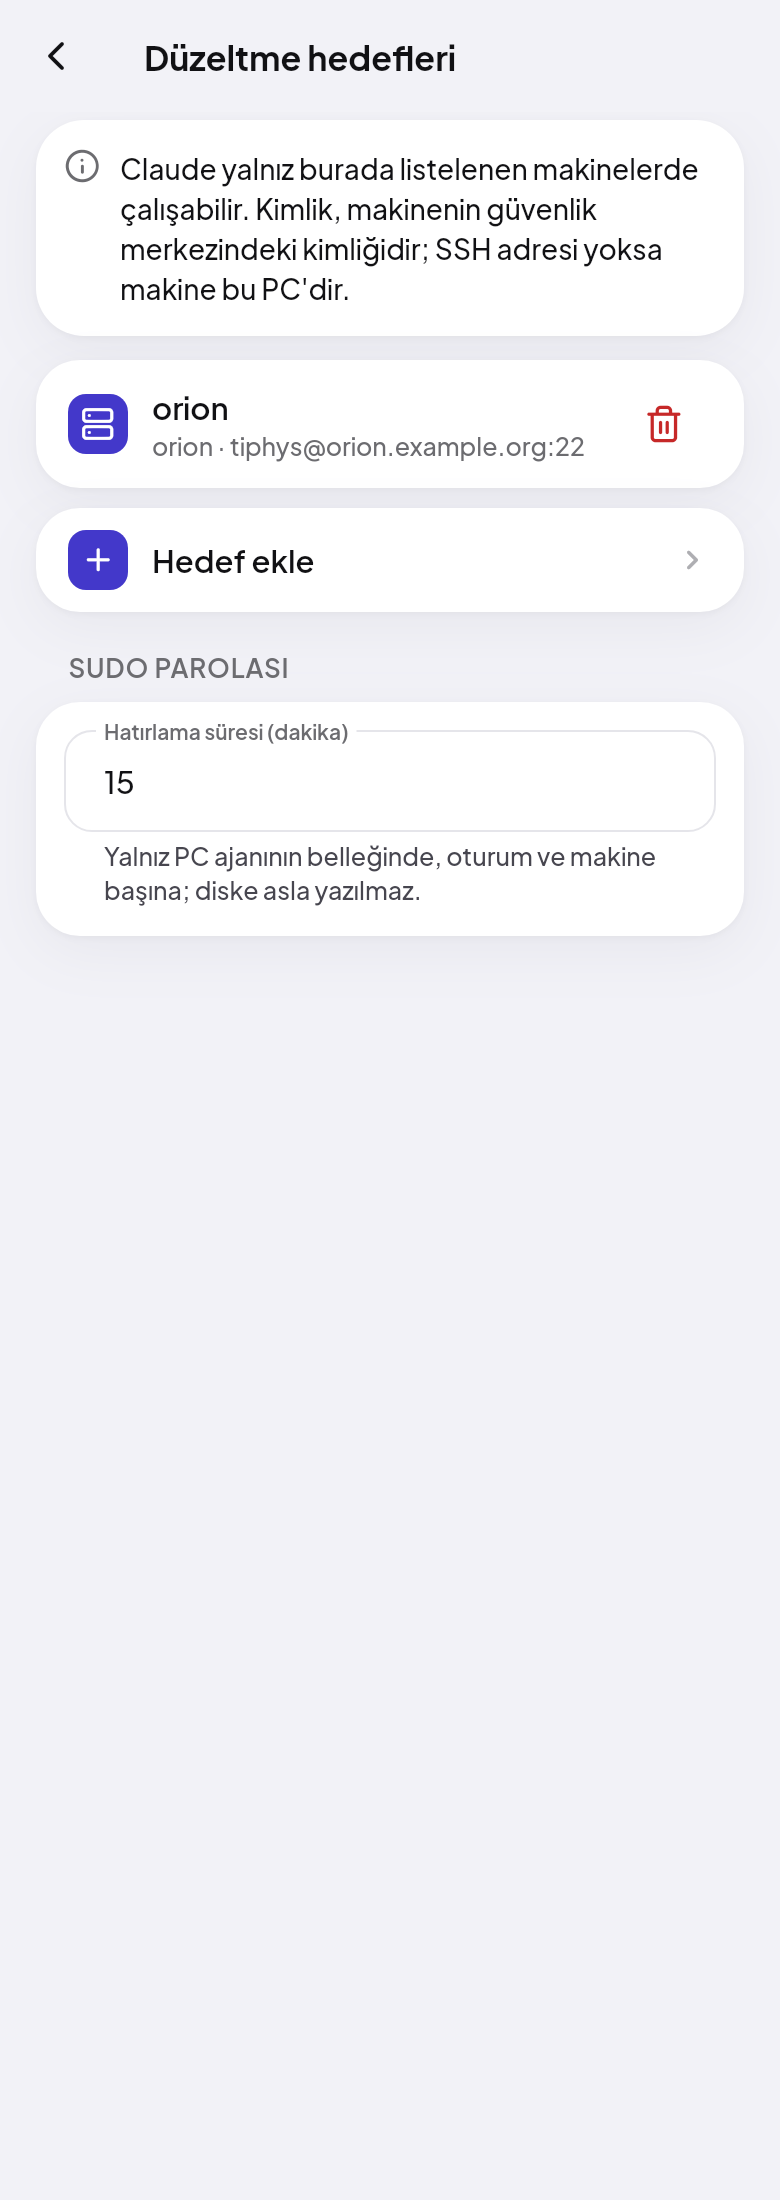 Düzeltme hedefleri
Claude yalnız burada listelenen makinelerde
çalışabilir. Kimlik, makinenin güvenlik
merkezindeki kimliğidir; SSH adresi yoksa
makine bu PC'dir.
orion
orion · tiphys@orion.example.org:22
Hedef ekle
SUDO PAROLASI
Hatırlama süresi (dakika)
15
Yalnız PC ajanının belleğinde, oturum ve makine
başına; diske asla yazılmaz.